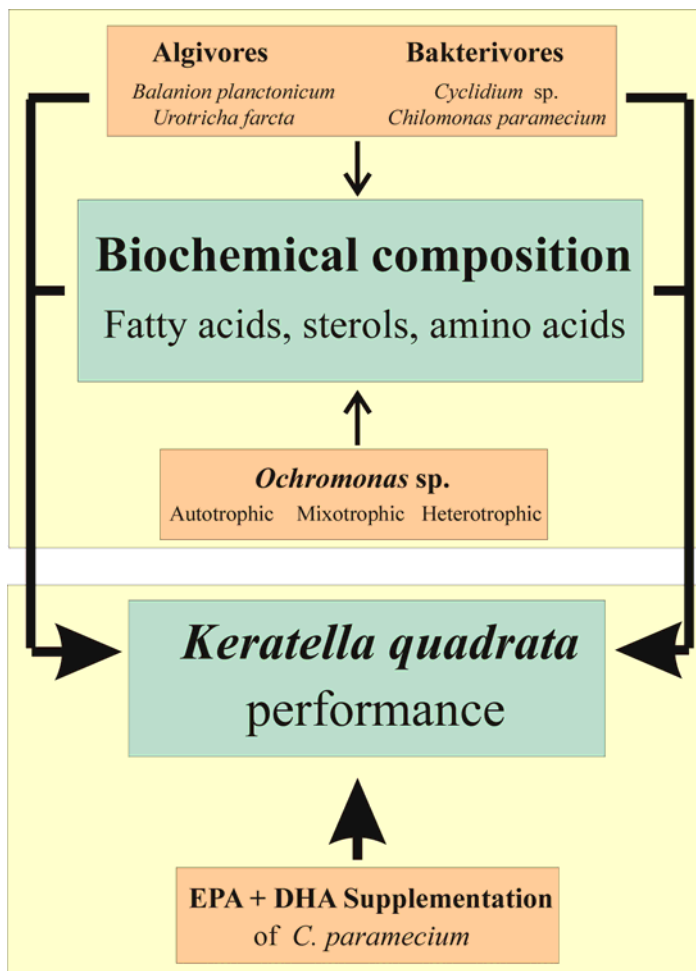 Algivores Bakterivores
Balanion planctonicum Cyclidium sp.
Urotricha farcta Chilomonas paramecium
Biochemical composition
Fatty acids, sterols, amino acids
Ochromonas sp.
Autotrophic Mixotrophic Heterotrophic
Keratella quadrata
performance
EPA + DHA Supplementation
of C. paramecium